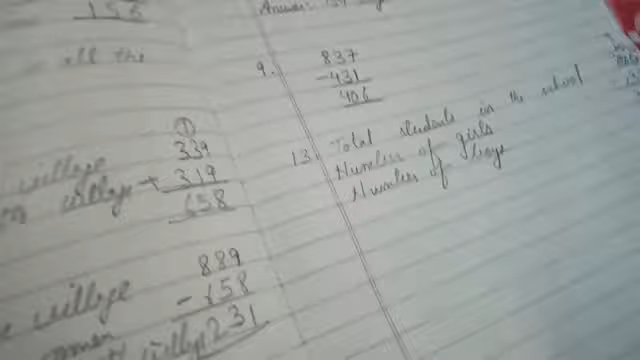 158
all the
①
339
village + 319
village 658
889
village - 658
231
Answer:
9. 837
-431
406
13. Total students in the school
Number of girls
Number of boys